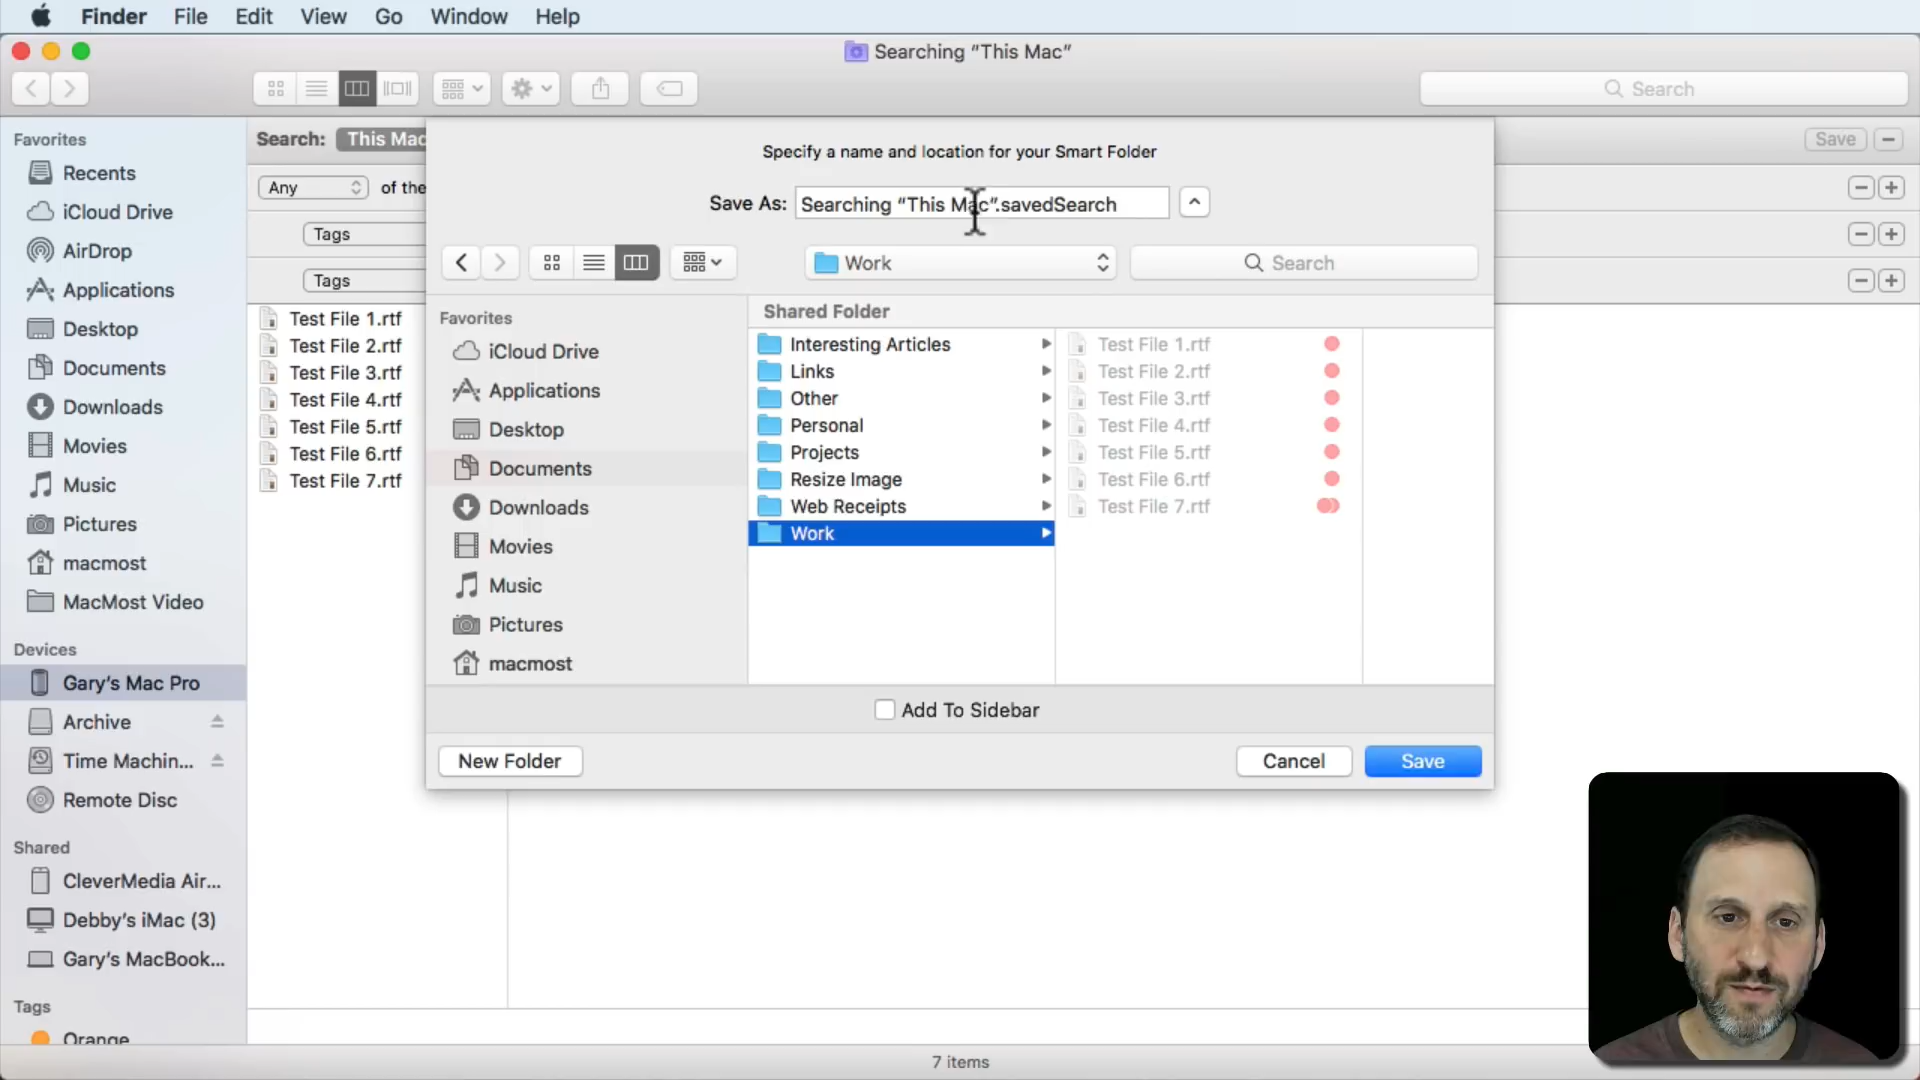 Finder File Edit View Go Window Help
Searching “This Mac”
Search
Favorites
Recents
iCloud Drive
AirDrop
Applications
Desktop
Documents
Downloads
Movies
Music
Pictures
macmost
MacMost Video
Devices
Gary’s Mac Pro
Archive
Time Machin...
Remote Disc
Shared
CleverMedia Air...
Debby’s iMac (3)
Gary’s MacBook...
Tags
Orange
Search: This Mac
Save
Any of the
Tags
Tags
Test File 1.rtf
Test File 2.rtf
Test File 3.rtf
Test File 4.rtf
Test File 5.rtf
Test File 6.rtf
Test File 7.rtf
Specify a name and location for your Smart Folder
Save As: Searching “This Mac”.savedSearch
Work
Search
Favorites
iCloud Drive
Applications
Desktop
Documents
Downloads
Movies
Music
Pictures
macmost
Shared Folder
Interesting Articles
Links
Other
Personal
Projects
Resize Image
Web Receipts
Work
Test File 1.rtf
Test File 2.rtf
Test File 3.rtf
Test File 4.rtf
Test File 5.rtf
Test File 6.rtf
Test File 7.rtf
Add To Sidebar
New Folder
Cancel
Save
7 items